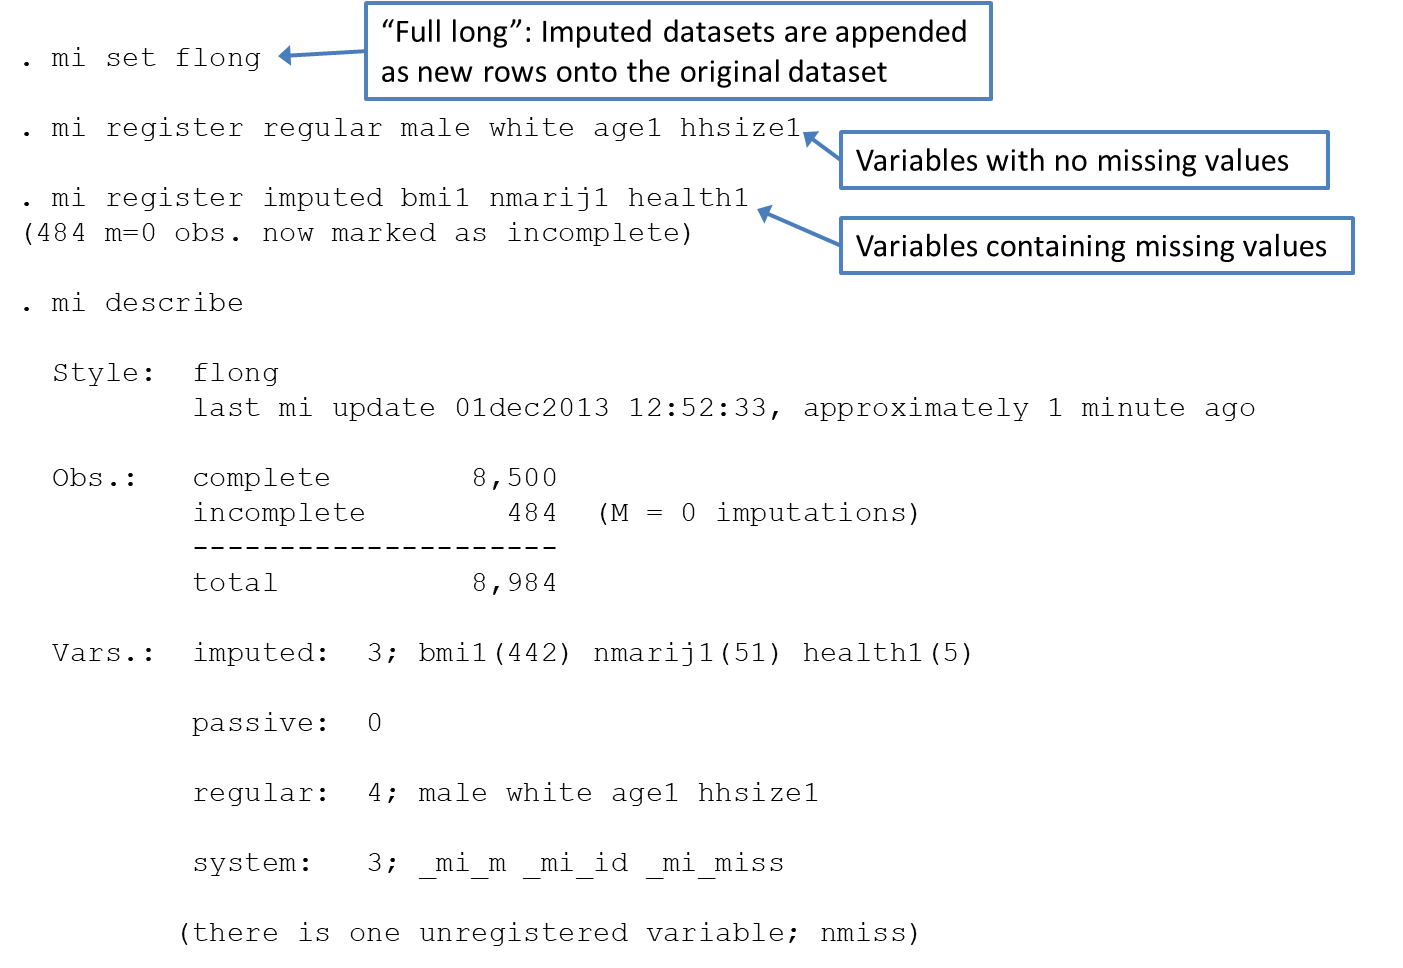 “Full long”: Imputed datasets are appended
as new rows onto the original dataset
. mi set flong
. mi register regular male white age1 hhsize1
Variables with no missing values
. mi register imputed bmi1 nmarij1 health1
(484 m=0 obs. now marked as incomplete)
Variables containing missing values
. mi describe
Style: flong
last mi update 01dec2013 12:52:33, approximately 1 minute ago
Obs.: complete 8,500
incomplete 484 (M = 0 imputations)
---------------------
total 8,984
Vars.: imputed: 3; bmi1(442) nmarij1(51) health1(5)
passive: 0
regular: 4; male white age1 hhsize1
system: 3; _mi_m _mi_id _mi_miss
(there is one unregistered variable; nmiss)